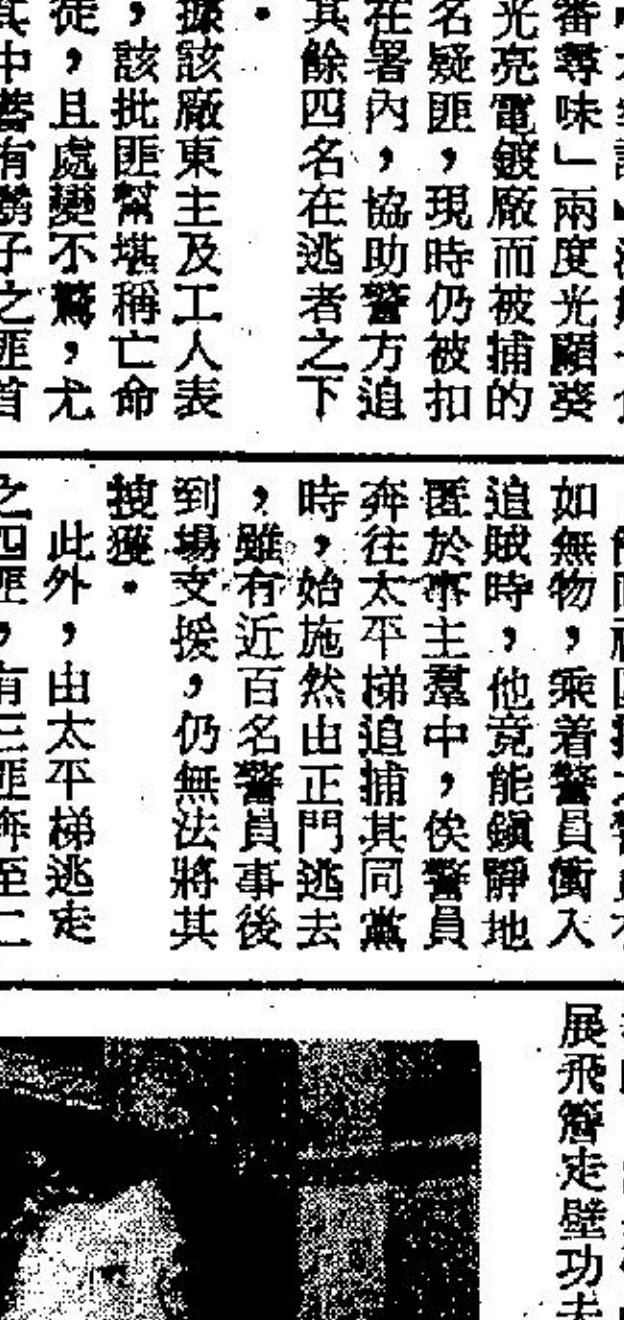 番尋味」兩度光顧葵
光亮電鍍廠而被捕的
名疑匪，現時仍被扣
在署内，協助警方追
其餘四名在逃者之下
。
據該廠東主及工人表
，該批匪幫堪稱亡命
徒，且處變不驚，尤
其中蓄有鬍子之匪首
如無物，乘着警員衝入
追賊時，他竟能鎮靜地
匿於事主羣中，俟警員
奔往太平梯追捕其同黨
時，始施然由正門逃去
，雖有近百名警員事後
到場支援，仍無法將其
搜獲。
此外，由太平梯逃走
之四匪，有三匪奔至二
展飛簷走壁功夫